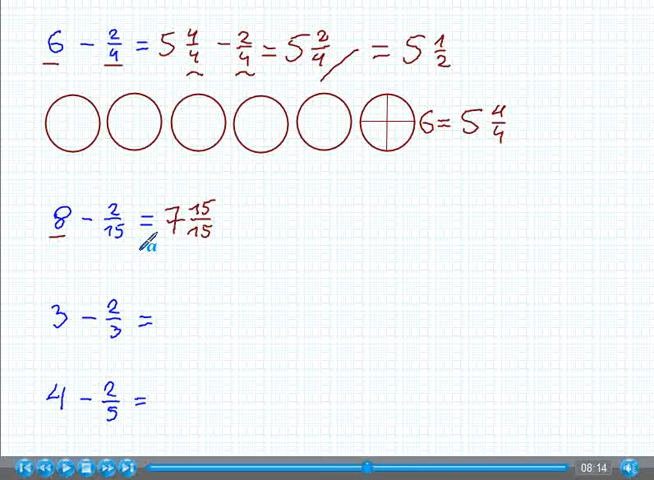 6 - 2/4 = 5 4/4 - 2/4 = 5 2/4 = 5 1/2
6 = 5 4/4
8 - 2/15 = 7 15/15
a
3 - 2/3 =
4 - 2/5 =
08:14